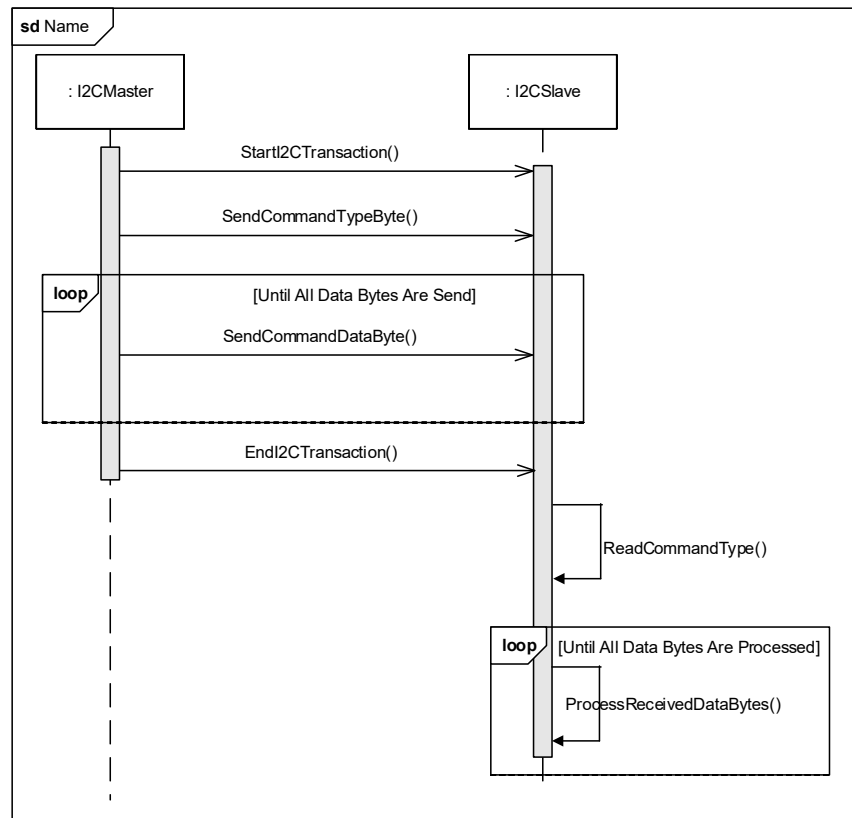 sd Name
: I2CMaster
: I2CSlave
StartI2CTransaction()
SendCommandTypeByte()
loop
[Until All Data Bytes Are Send]
SendCommandDataByte()
EndI2CTransaction()
ReadCommandType()
loop
[Until All Data Bytes Are Processed]
ProcessReceivedDataBytes()